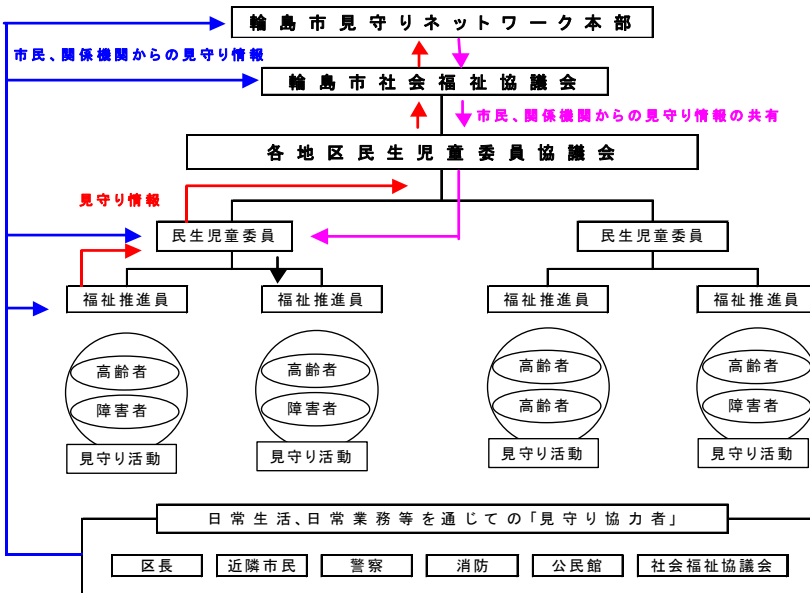 輪島市見守りネットワーク本部
市民、関係機関からの見守り情報
輪島市社会福祉協議会
市民、関係機関からの見守り情報の共有
各地区民生児童委員協議会
見守り情報
民生児童委員
民生児童委員
福祉推進員
福祉推進員
福祉推進員
福祉推進員
高齢者
高齢者
高齢者
高齢者
障害者
障害者
高齢者
障害者
見守り活動
見守り活動
見守り活動
見守り活動
日常生活、日常業務等を通じての「見守り協力者」
区長
近隣市民
警察
消防
公民館
社会福祉協議会